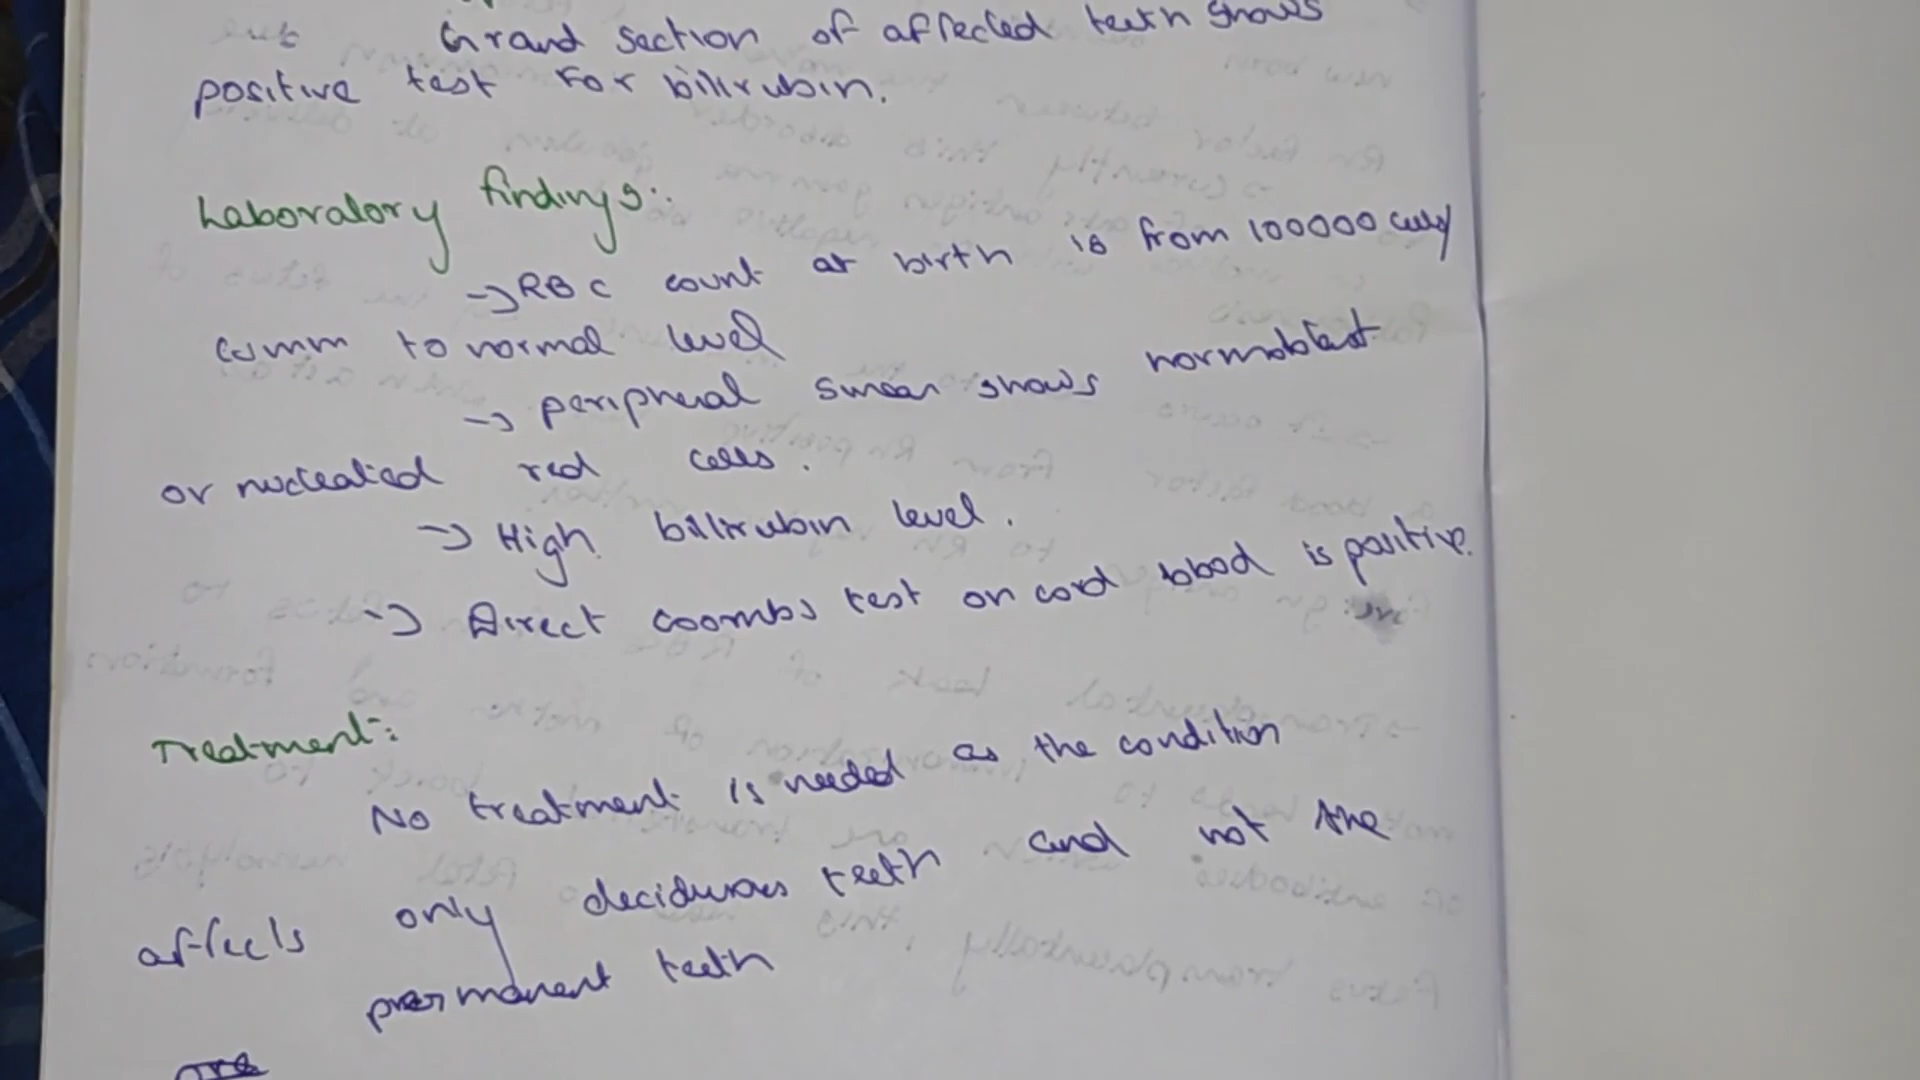 Grand section of affected teeth shows
positive test for bilirubin.
Laboratory findings:
→ RBC count at birth is from 100000 cells/
cumm to normal level
→ peripheral smear shows normoblast
or nucleated red cells.
→ High bilirubin level.
→ Direct coombs test on cord blood is positive.
Treatment:
No treatment is needed as the condition
affects only deciduous teeth and not the
permanent teeth